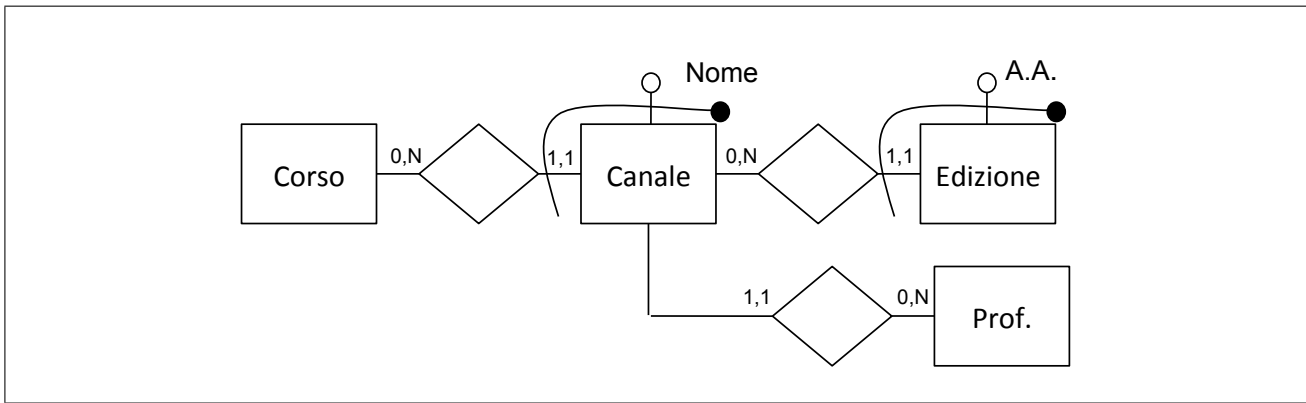 Nome
A.A.
0,N
1,1
0,N
1,1
Corso
Canale
Edizione
1,1
0,N
Prof.